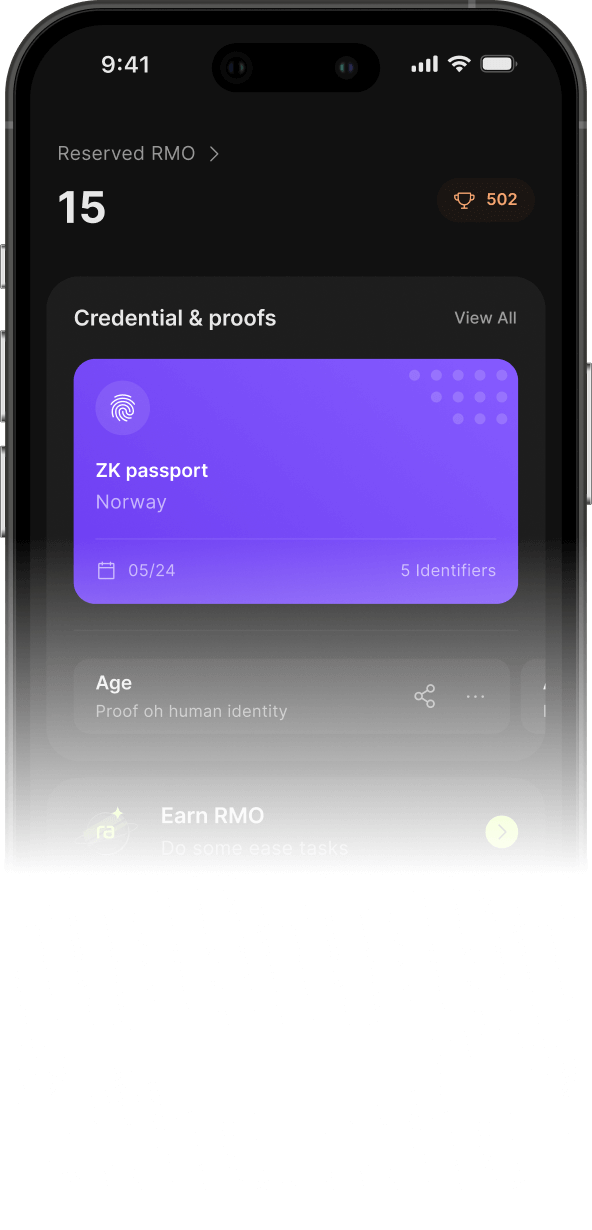 9:41
Reserved RMO
15
502
Credential & proofs
View All
ZK passport
Norway
05/24
5 Identifiers
Age
Proof oh human identity
ra
Earn RMO
Do some ease tasks